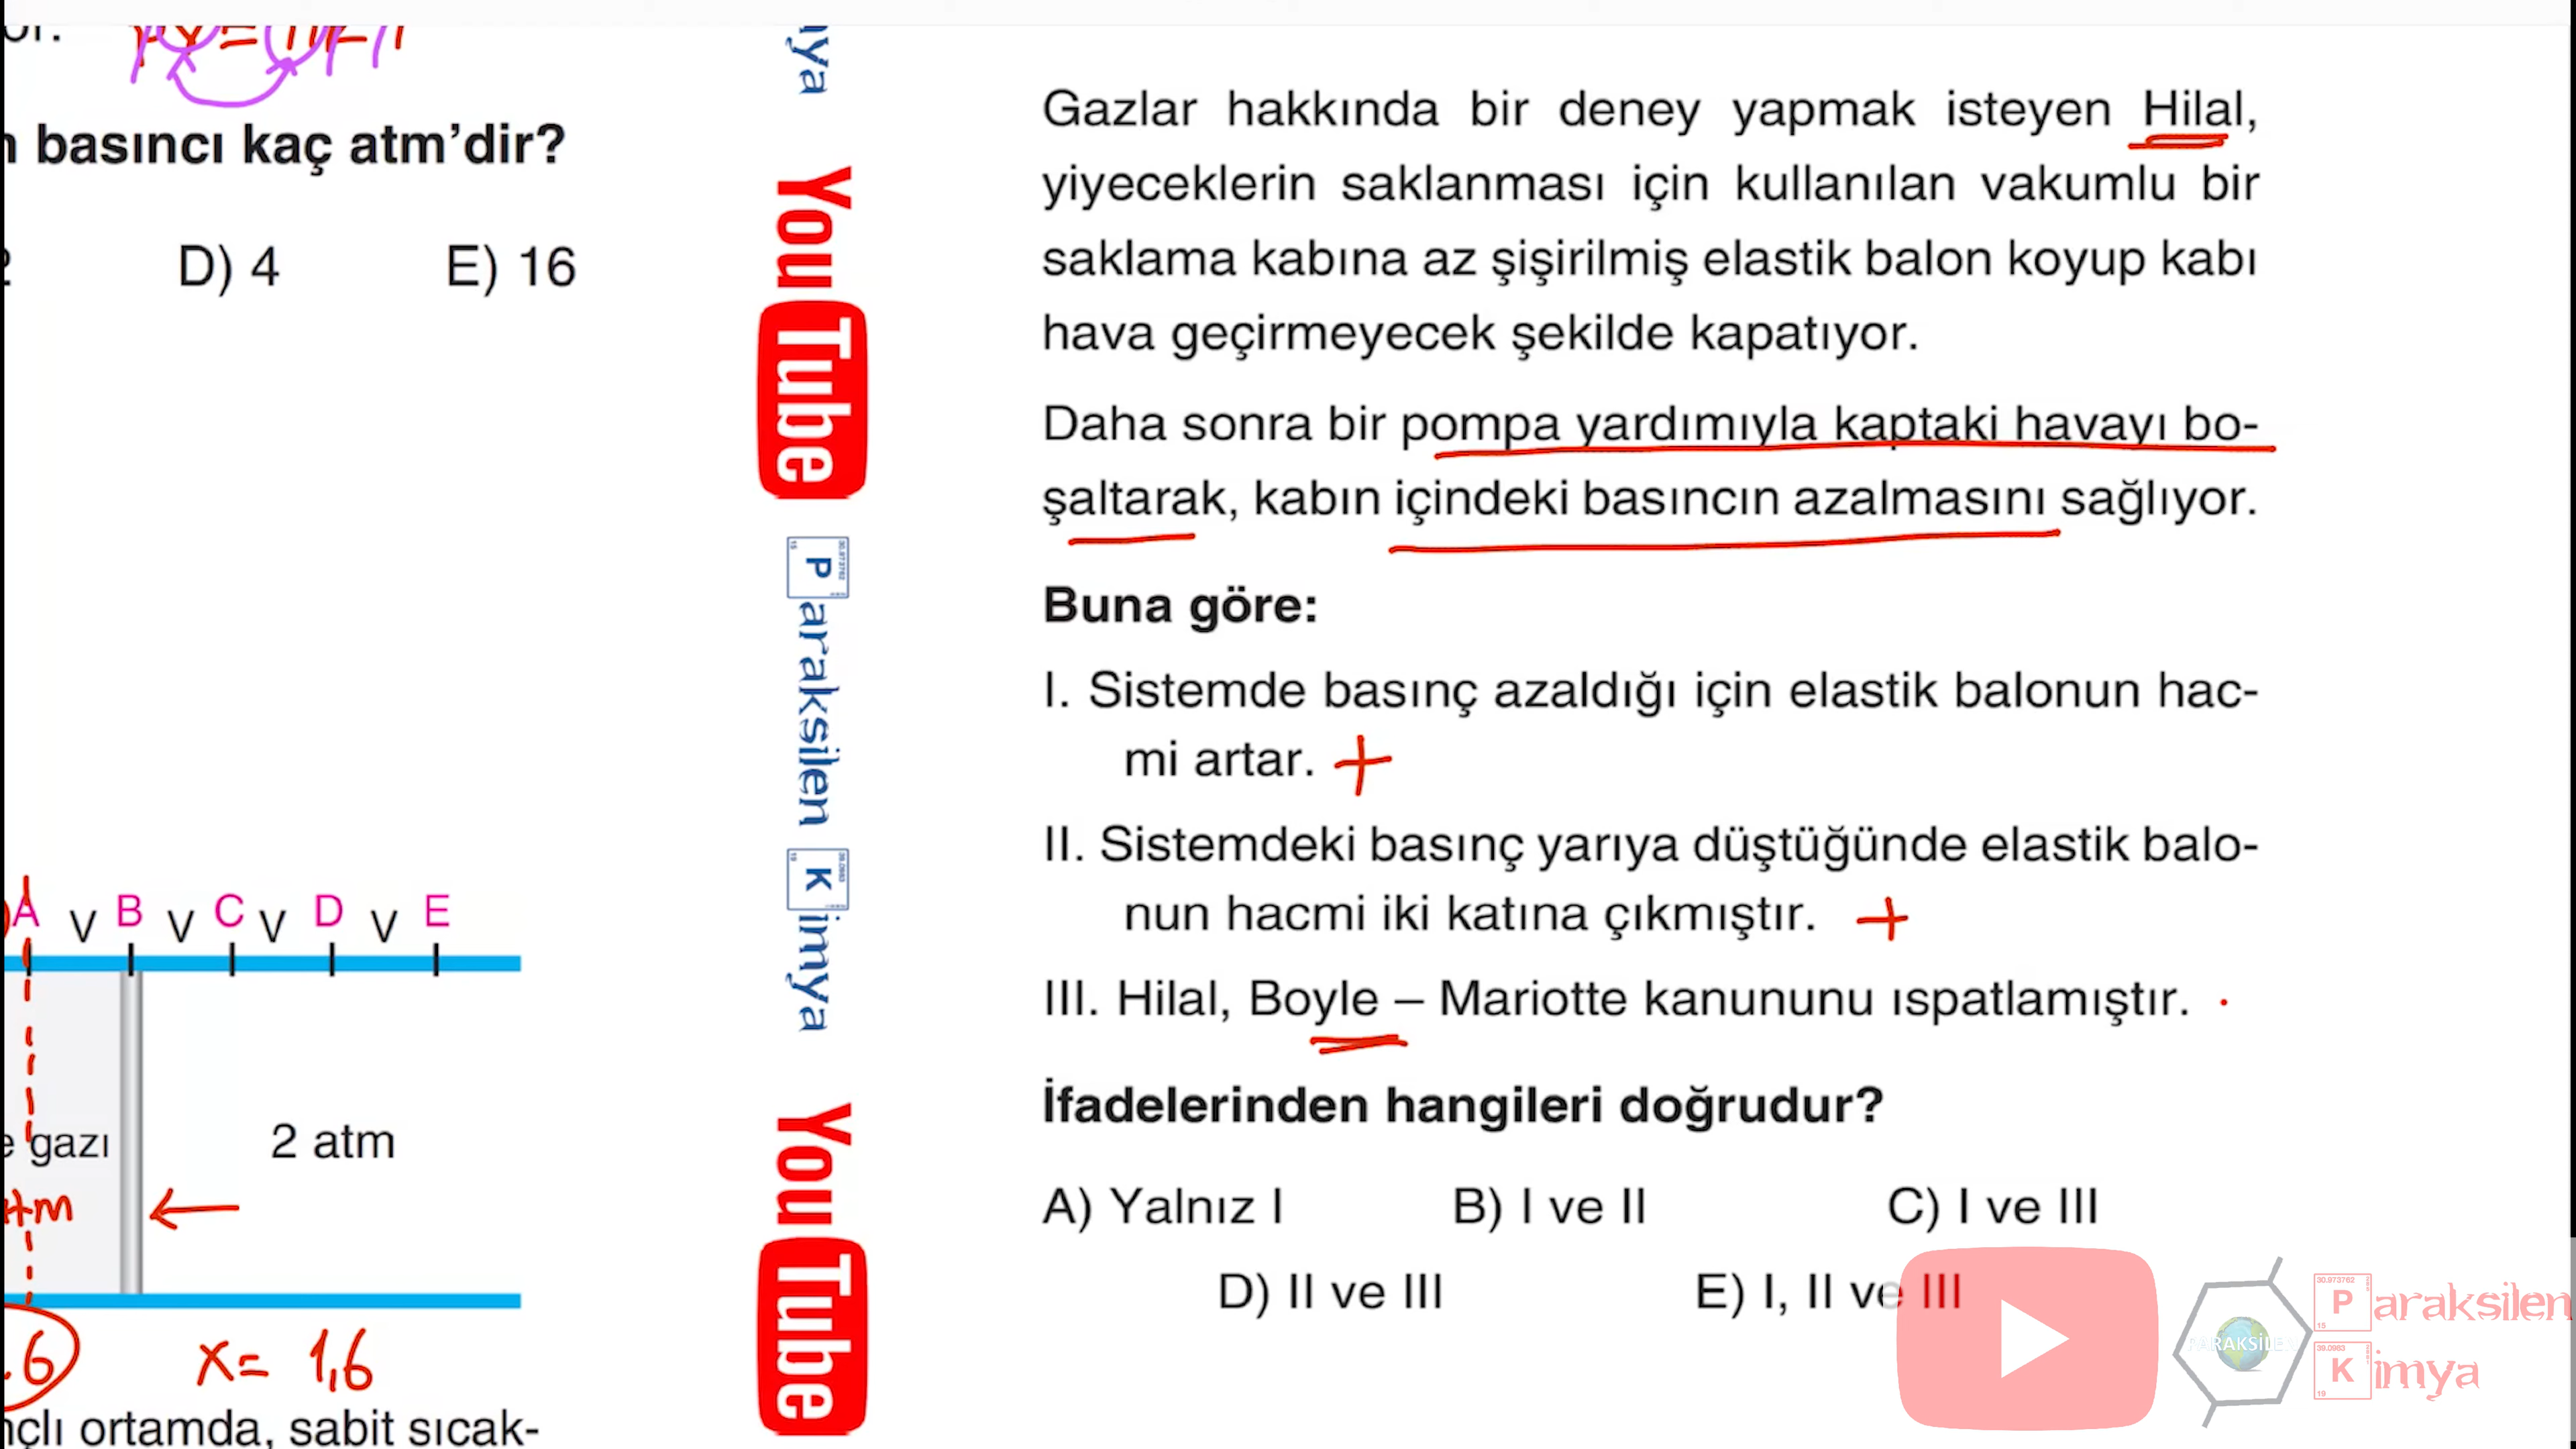 basıncı kaç atm’dir?
D) 4 E) 16
A V B V C V D V E
gazı
2 atm
atm
x= 1,6
ortamda, sabit sıcak-
YouTube
Paraksilen Kimya
YouTube
Gazlar hakkında bir deney yapmak isteyen Hilal,
yiyeceklerin saklanması için kullanılan vakumlu bir
saklama kabına az şişirilmiş elastik balon koyup kabı
hava geçirmeyecek şekilde kapatıyor.
Daha sonra bir pompa yardımıyla kaptaki havayı bo-
şaltarak, kabın içindeki basıncın azalmasını sağlıyor.
Buna göre:
I. Sistemde basınç azaldığı için elastik balonun hac-
mi artar. +
II. Sistemdeki basınç yarıya düştüğünde elastik balo-
nun hacmi iki katına çıkmıştır. +
III. Hilal, Boyle – Mariotte kanununu ıspatlamıştır.
İfadelerinden hangileri doğrudur?
A) Yalnız I B) I ve II C) I ve III
D) II ve III E) I, II ve III
PARAKSİLEN
Paraksilen
Kimya